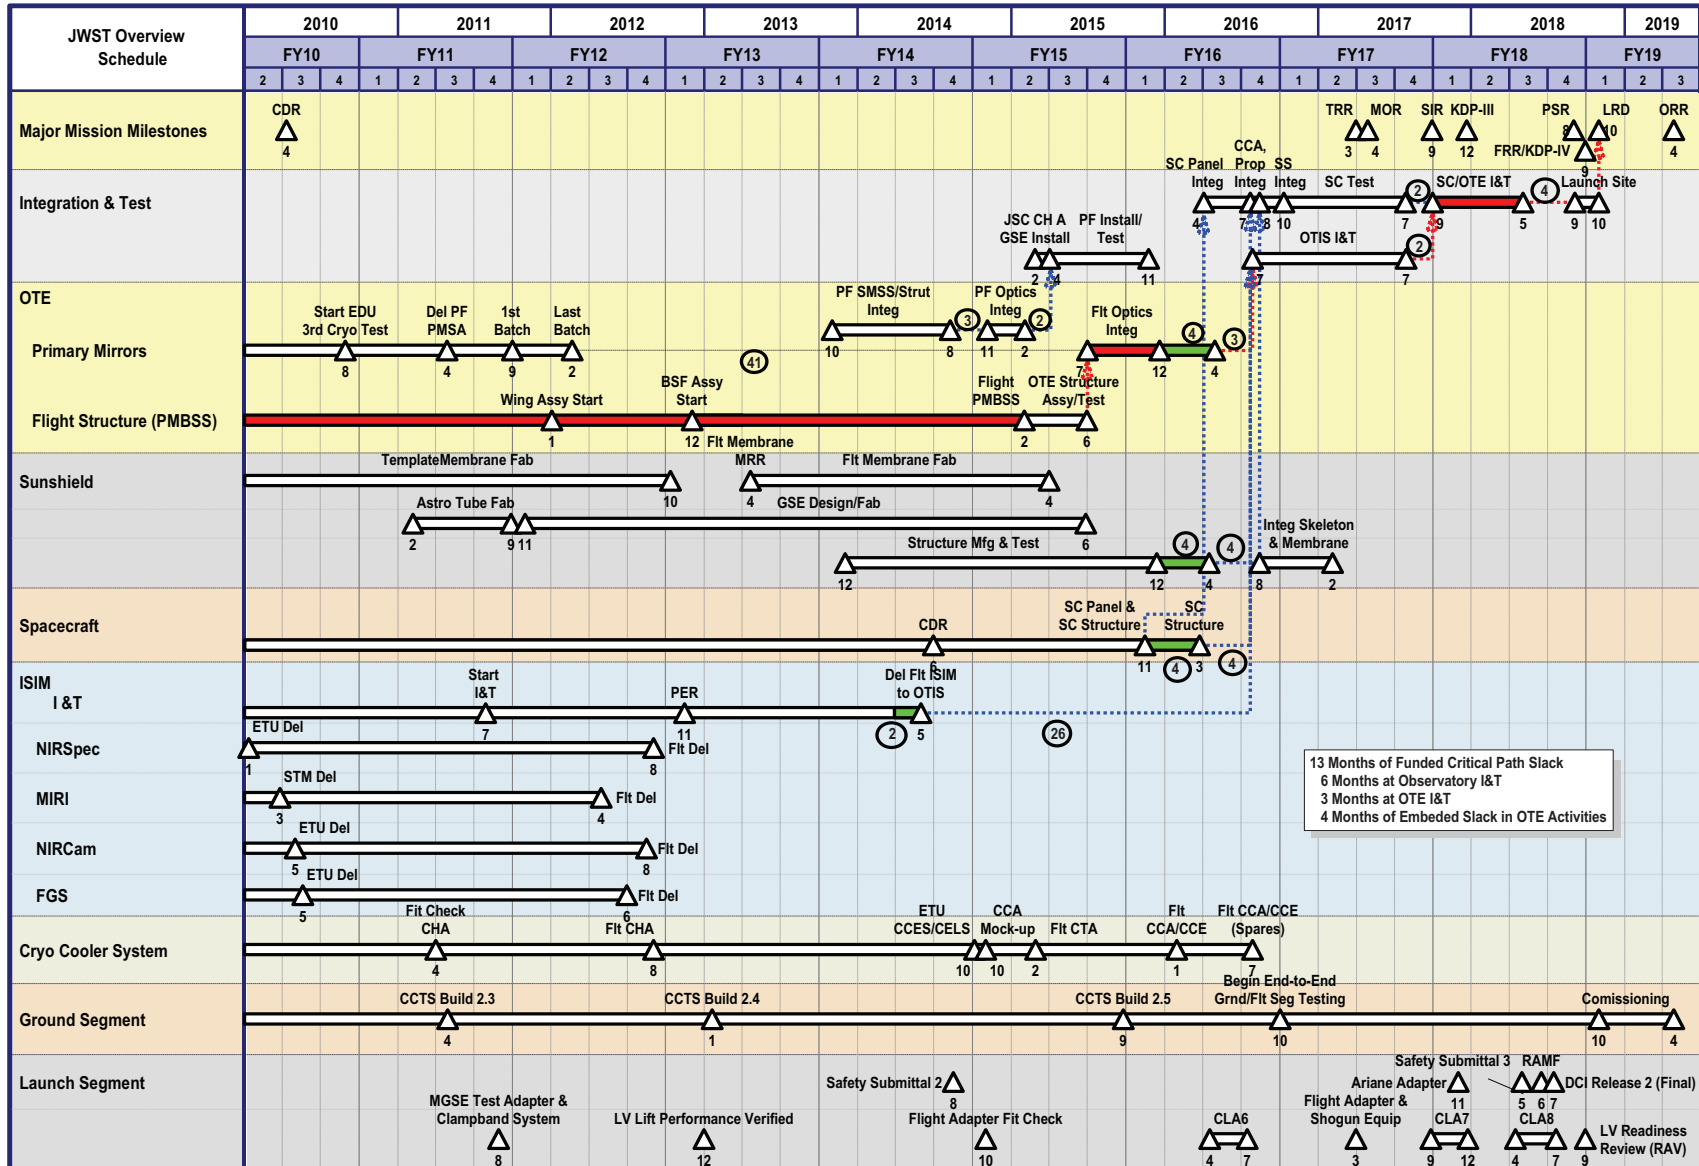 JWST Overview
Schedule
2010 2011 2012 2013 2014 2015 2016 2017 2018 2019
FY10 FY11 FY12 FY13 FY14 FY15 FY16 FY17 FY18 FY19
2 3 4 1 2 3 4 1 2 3 4 1 3 4 1 2 3 4 1 2 3 4 1 2 3 4 1 2 3 4 1 2 3 4 1 2 3
Major Mission Milestones
CDR
4
TRR
3
MOR
4
SIR
9
KDP-III
12
PSR
8
FRR/KDP-IV
9
LRD
10
ORR
4
Integration & Test
SC Panel
Integ
4
CCA,
Prop
Integ
7
8
SS
Integ
10
SC Test
7
2
9
SC/OTE I&T
5
4
Launch Site
9
10
JSC CH A
GSE Install
2
4
PF Install/
Test
11
OTIS I&T
7
7
2
OTE
PF SMSS/Strut
Integ
10
8
3
PF Optics
Integ
11
2
2
Primary Mirrors
Start EDU
3rd Cryo Test
8
Del PF
PMSA
4
1st
Batch
9
Last
Batch
2
41
Flt Optics
Integ
7
12
4
4
3
Flight Structure (PMBSS)
Wing Assy Start
1
BSF Assy
Start
12
Flt Membrane
Flight
PMBSS
2
OTE Structure
Assy/Test
6
Sunshield
TemplateMembrane Fab
10
MRR
4
Flt Membrane Fab
4
Astro Tube Fab
2
9
11
GSE Design/Fab
6
Structure Mfg & Test
12
12
4
4
4
Integ Skeleton
& Membrane
8
2
Spacecraft
CDR
6
SC Panel &
SC Structure
11
SC
Structure
3
4
4
ISIM
I &T
Start
I&T
7
PER
11
Del Flt ISIM
to OTIS
2
5
26
NIRSpec
ETU Del
1
8
Flt Del
MIRI
STM Del
3
4
Flt Del
NIRCam
ETU Del
5
8
Flt Del
FGS
ETU Del
5
6
Flt Del
13 Months of Funded Critical Path Slack
6 Months at Observatory I&T
3 Months at OTE I&T
4 Months of Embeded Slack in OTE Activities
Cryo Cooler System
Fit Check
CHA
4
Flt CHA
8
ETU
CCES/CELS
10
CCA
Mock-up
10
Flt CTA
2
Flt
CCA/CCE
1
Flt CCA/CCE
(Spares)
7
Ground Segment
CCTS Build 2.3
4
CCTS Build 2.4
1
CCTS Build 2.5
9
Begin End-to-End
Grnd/Flt Seg Testing
10
Comissioning
10
4
Launch Segment
Safety Submittal 2
8
Ariane Adapter
11
Safety Submittal 3
5
RAMF
6
7
DCI Release 2 (Final)
MGSE Test Adapter &
Clampband System
8
LV Lift Performance Verified
12
Flight Adapter Fit Check
10
CLA6
4
7
Flight Adapter &
Shogun Equip
3
CLA7
9
12
CLA8
4
7
9
LV Readiness
Review (RAV)